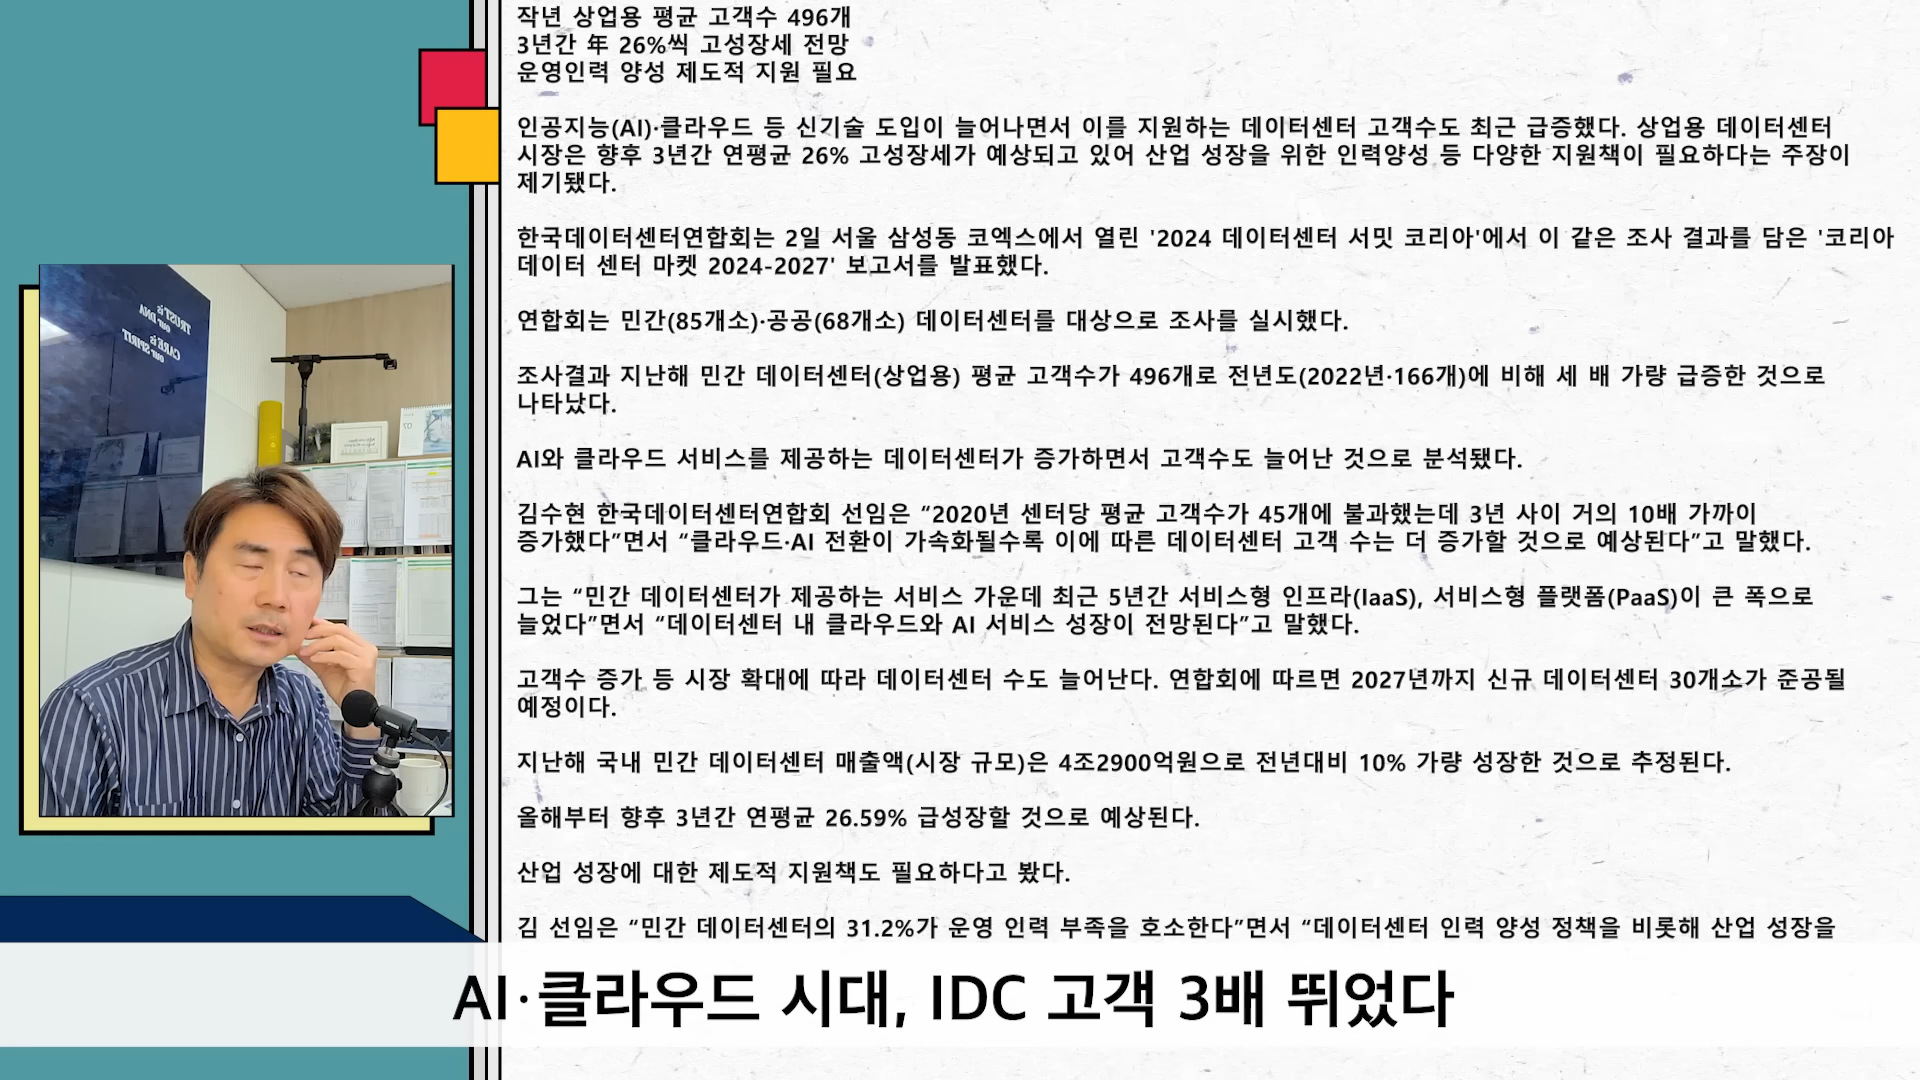 작년 상업용 평균 고객수 496개
3년간 年 26%씩 고성장세 전망
운영인력 양성 제도적 지원 필요
인공지능(AI)·클라우드 등 신기술 도입이 늘어나면서 이를 지원하는 데이터센터 고객수도 최근 급증했다. 상업용 데이터센터
시장은 향후 3년간 연평균 26% 고성장세가 예상되고 있어 산업 성장을 위한 인력양성 등 다양한 지원책이 필요하다는 주장이
제기됐다.
한국데이터센터연합회는 2일 서울 삼성동 코엑스에서 열린 '2024 데이터센터 서밋 코리아'에서 이 같은 조사 결과를 담은 '코리아
데이터 센터 마켓 2024-2027' 보고서를 발표했다.
연합회는 민간(85개소)·공공(68개소) 데이터센터를 대상으로 조사를 실시했다.
조사결과 지난해 민간 데이터센터(상업용) 평균 고객수가 496개로 전년도(2022년·166개)에 비해 세 배 가량 급증한 것으로
나타났다.
AI와 클라우드 서비스를 제공하는 데이터센터가 증가하면서 고객수도 늘어난 것으로 분석됐다.
김수현 한국데이터센터연합회 선임은 “2020년 센터당 평균 고객수가 45개에 불과했는데 3년 사이 거의 10배 가까이
증가했다”면서 “클라우드·AI 전환이 가속화될수록 이에 따른 데이터센터 고객 수는 더 증가할 것으로 예상된다”고 말했다.
그는 “민간 데이터센터가 제공하는 서비스 가운데 최근 5년간 서비스형 인프라(IaaS), 서비스형 플랫폼(PaaS)이 큰 폭으로
늘었다”면서 “데이터센터 내 클라우드와 AI 서비스 성장이 전망된다”고 말했다.
고객수 증가 등 시장 확대에 따라 데이터센터 수도 늘어난다. 연합회에 따르면 2027년까지 신규 데이터센터 30개소가 준공될
예정이다.
지난해 국내 민간 데이터센터 매출액(시장 규모)은 4조2900억원으로 전년대비 10% 가량 성장한 것으로 추정된다.
올해부터 향후 3년간 연평균 26.59% 급성장할 것으로 예상된다.
산업 성장에 대한 제도적 지원책도 필요하다고 봤다.
김 선임은 “민간 데이터센터의 31.2%가 운영 인력 부족을 호소한다”면서 “데이터센터 인력 양성 정책을 비롯해 산업 성장을
TRUST is
our DNA
CARE is
our SPIRIT
07
AI·클라우드 시대, IDC 고객 3배 뛰었다